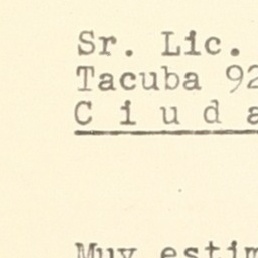 Sr. Lic.
Tacuba 92
C i u d a
Muy estim